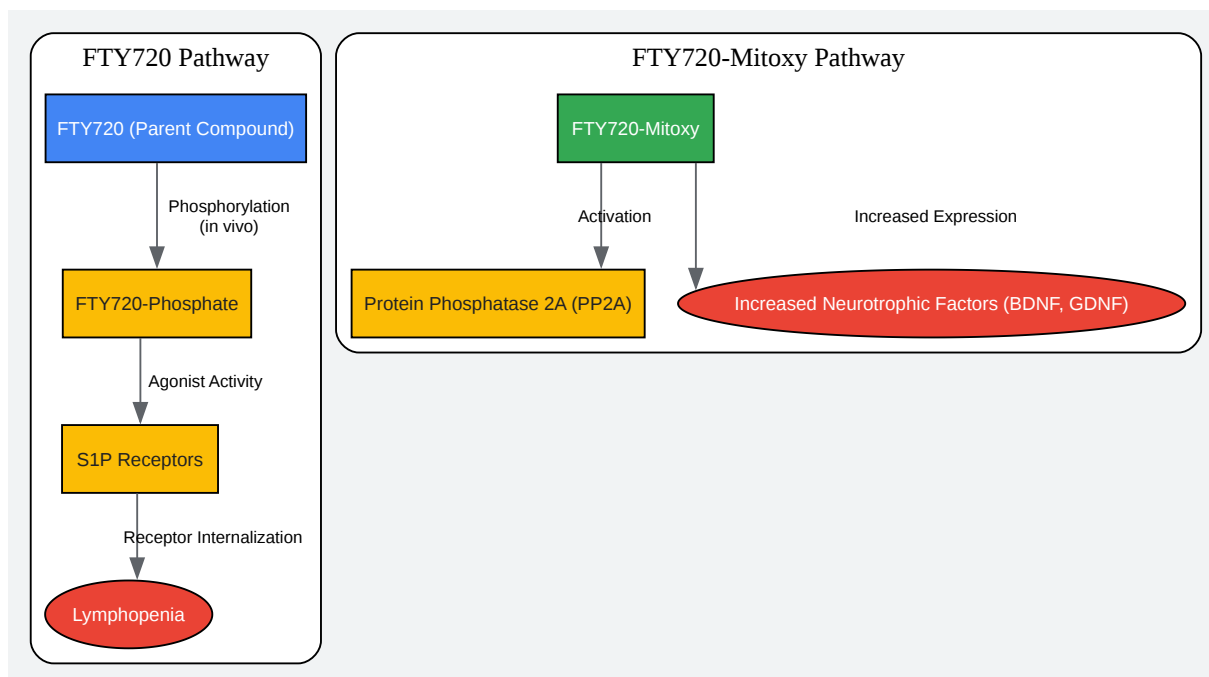 FTY720 Pathway
FTY720 (Parent Compound)
Phosphorylation
(in vivo)
FTY720-Phosphate
Agonist Activity
S1P Receptors
Receptor Internalization
Lymphopenia
FTY720-Mitoxy Pathway
FTY720-Mitoxy
Activation
Increased Expression
Protein Phosphatase 2A (PP2A)
Increased Neurotrophic Factors (BDNF, GDNF)